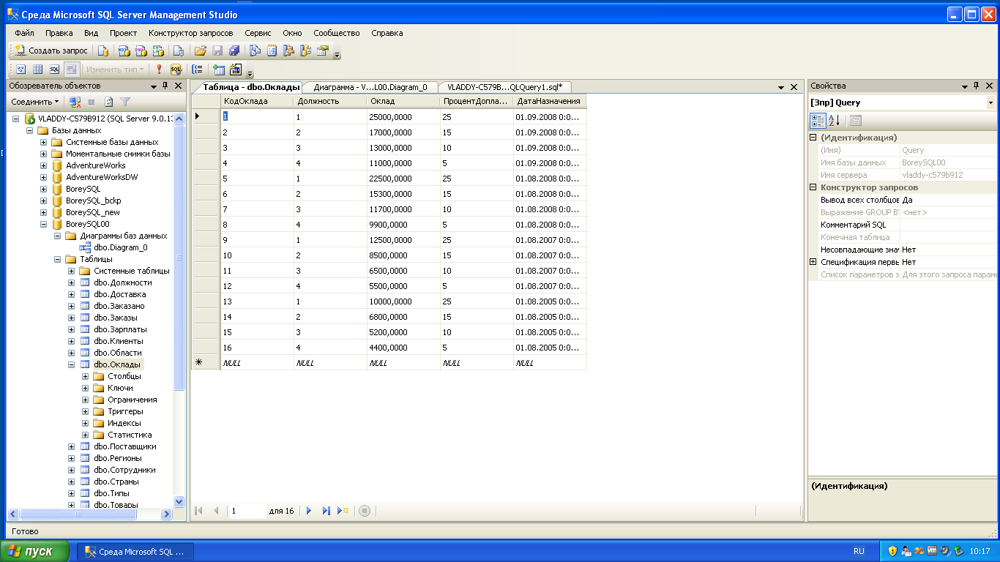 Среда Microsoft SQL Server Management Studio
Файл Правка Вид Проект Конструктор запросов Сервис Окно Сообщество Справка
Создать запрос
Изменить тип
Обозреватель объектов
Соединить
VLADDY-C579B912 (SQL Server 9.0.13
Базы данных
Системные базы данных
Моментальные снимки базы
AdventureWorks
AdventureWorksDW
BoreySQL
BoreySQL_bckp
BoreySQL_new
BoreySQL00
Диаграммы баз данных
dbo.Diagram_0
Таблицы
Системные таблицы
dbo.Должности
dbo.Доставка
dbo.Заказано
dbo.Заказы
dbo.Зарплаты
dbo.Клиенты
dbo.Области
dbo.Оклады
Столбцы
Ключи
Ограничения
Триггеры
Индексы
Статистика
dbo.Поставщики
dbo.Регионы
dbo.Сотрудники
dbo.Страны
dbo.Типы
dbo.Товары
Таблица - dbo.Оклады Диаграмма - V...L00.Diagram_0 VLADDY-C579B...QLQuery1.sql*
КодОклада Должность Оклад ПроцентДопла... ДатаНазначения
1 1 25000,0000 25 01.09.2008 0:0...
2 2 17000,0000 15 01.09.2008 0:0...
3 3 13000,0000 10 01.09.2008 0:0...
4 4 11000,0000 5 01.09.2008 0:0...
5 1 22500,0000 25 01.08.2008 0:0...
6 2 15300,0000 15 01.08.2008 0:0...
7 3 11700,0000 10 01.08.2008 0:0...
8 4 9900,0000 5 01.08.2008 0:0...
9 1 12500,0000 25 01.08.2007 0:0...
10 2 8500,0000 15 01.08.2007 0:0...
11 3 6500,0000 10 01.08.2007 0:0...
12 4 5500,0000 5 01.08.2007 0:0...
13 1 10000,0000 25 01.08.2005 0:0...
14 2 6800,0000 15 01.08.2005 0:0...
15 3 5200,0000 10 01.08.2005 0:0...
16 4 4400,0000 5 01.08.2005 0:0...
NULL NULL NULL NULL NULL
1 для 16
Свойства
[Зпр] Query
(Идентификация)
(Имя) Query
Имя базы данных BoreySQL00
Имя сервера vladdy-c579b912
Конструктор запросов
Вывод всех столбцов Да
Выражение GROUP B <нет>
Комментарий SQL
Конечная таблица
Несовпадающие знач Нет
Спецификация первы Нет
Список параметров з Для этого запроса параме
(Идентификация)
Готово
пуск Среда Microsoft SQL ... RU 10:17